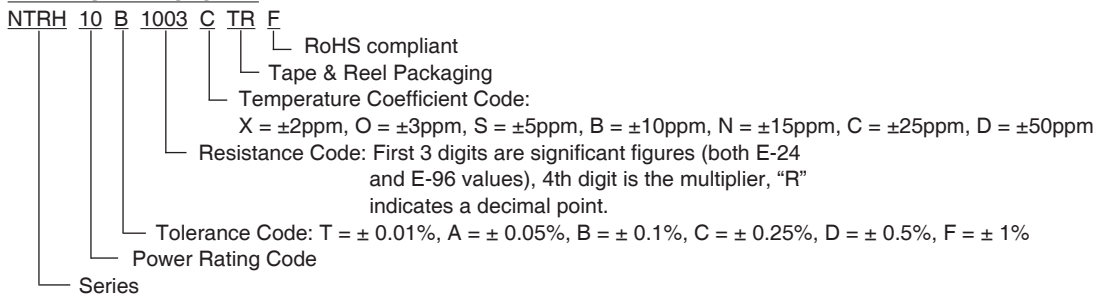 NTRH 10 B 1003 C TR F
RoHS compliant
Tape & Reel Packaging
Temperature Coefficient Code:
X = ±2ppm, O = ±3ppm, S = ±5ppm, B = ±10ppm, N = ±15ppm, C = ±25ppm, D = ±50ppm
Resistance Code: First 3 digits are significant figures (both E-24
and E-96 values), 4th digit is the multiplier, “R”
indicates a decimal point.
Tolerance Code: T = ± 0.01%, A = ± 0.05%, B = ± 0.1%, C = ± 0.25%, D = ± 0.5%, F = ± 1%
Power Rating Code
Series